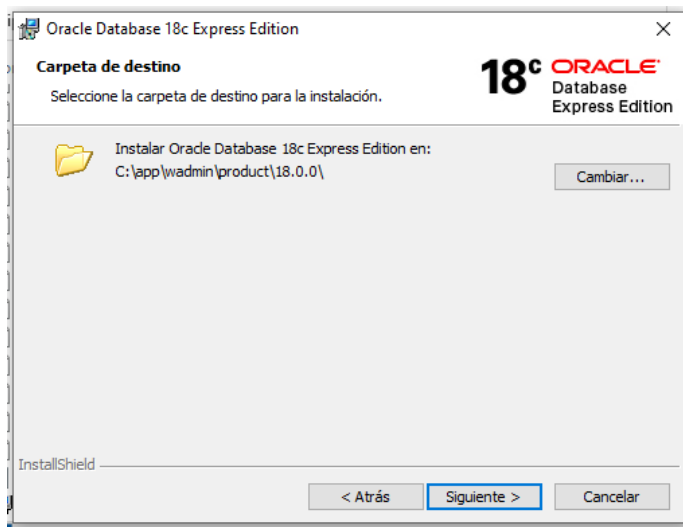 Oracle Database 18c Express Edition
Carpeta de destino
Seleccione la carpeta de destino para la instalación.
18c ORACLE
Database
Express Edition
Instalar Oracle Database 18c Express Edition en:
C:\app\wadmin\product\18.0.0\
Cambiar...
InstallShield
< Atrás
Siguiente >
Cancelar